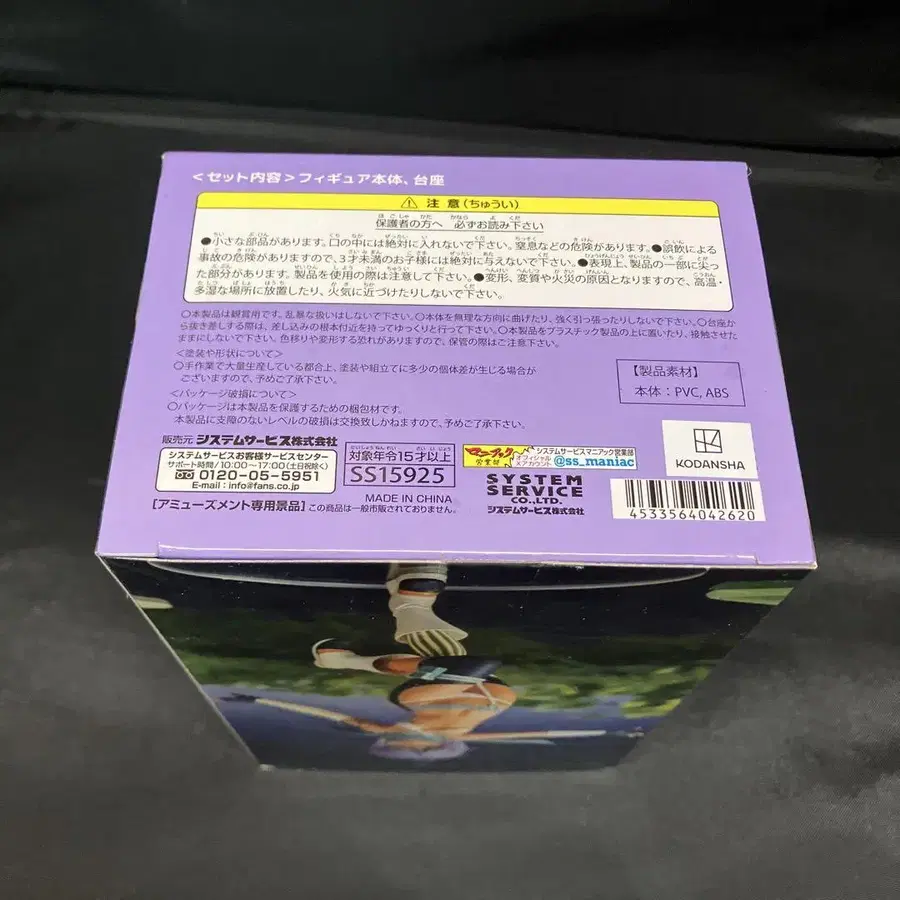 <セット内容>フィギュア本体、台座
⚠ 注意(ちゅうい)
保護者の方へ 必ずお読み下さい
●小さな部品があります。口の中には絶対に入れないで下さい。窒息などの危険があります。●誤飲による
事故の危険がありますので、3才未満のお子様には絶対に与えないで下さい。●表現上、製品の一部に尖っ
た部分があります。製品を使用の際は注意して下さい。●変形、変質や火災の原因となりますので、高温・
多湿な場所に放置したり、火気に近づけたりしないで下さい。
○本製品は観賞用です。乱暴な扱いはしないで下さい。○本体を無理な方向に曲げたり、強く引っ張ったりしないで下さい。○台座か
ら抜き差しする際は、差し込みの根本付近を持ってゆっくりと行って下さい。○本製品をプラスチック製品の上に置いたり、接触させた
ままにしないで下さい。色移りや変形する恐れがありますので、保管の際はご注意下さい。
<塗装や形状について>
○手作業で大量生産している都合上、塗装や組立てに多少の個体差が生じる場合が
ございますので、予めご了承下さい。
<パッケージ破損について>
○パッケージは本製品を保護するための梱包材です。
本製品に支障のないレベルの破損は交換致しかねますので、予めご了承下さい。
【製品素材】
本体:PVC, ABS
販売元 システムサービス株式会社
システムサービスお客様サービスセンター
サポート時間/10:00〜17:00(土日祝除く)
0120-05-5951
E-mail : info@fans.co.jp
【アミューズメント専用景品】この商品は一般市販されておりません。
対象年令15才以上
SS15925
MADE IN CHINA
マニアック
営業部
システムサービスマニアック営業部
オフィシャル
Xアカウント
@ss_maniac
SYSTEM
SERVICE
CO.,LTD.
システムサービス株式会社
KODANSHA
4533564042620